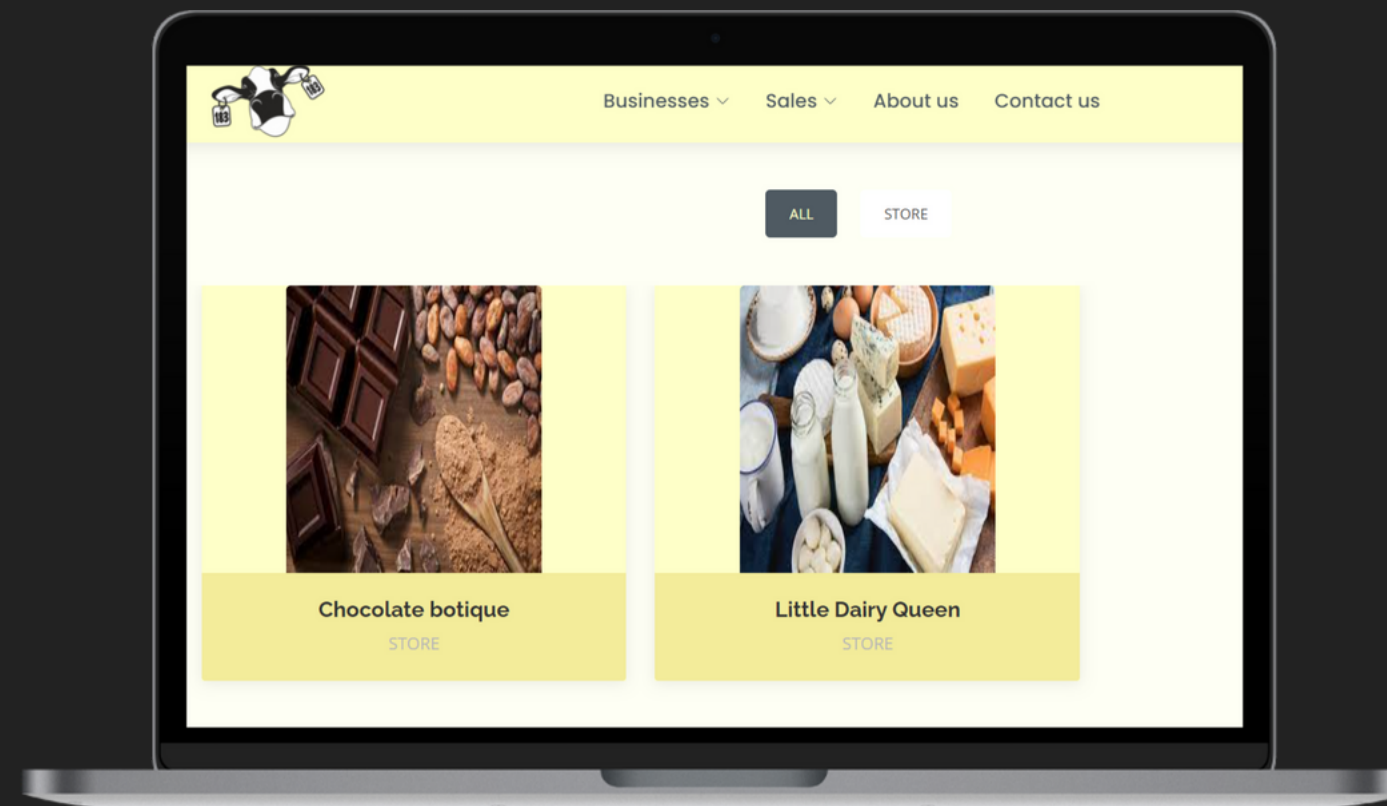 183
183
Businesses Sales About us Contact us
ALL STORE
Chocolate botique
STORE
Little Dairy Queen
STORE